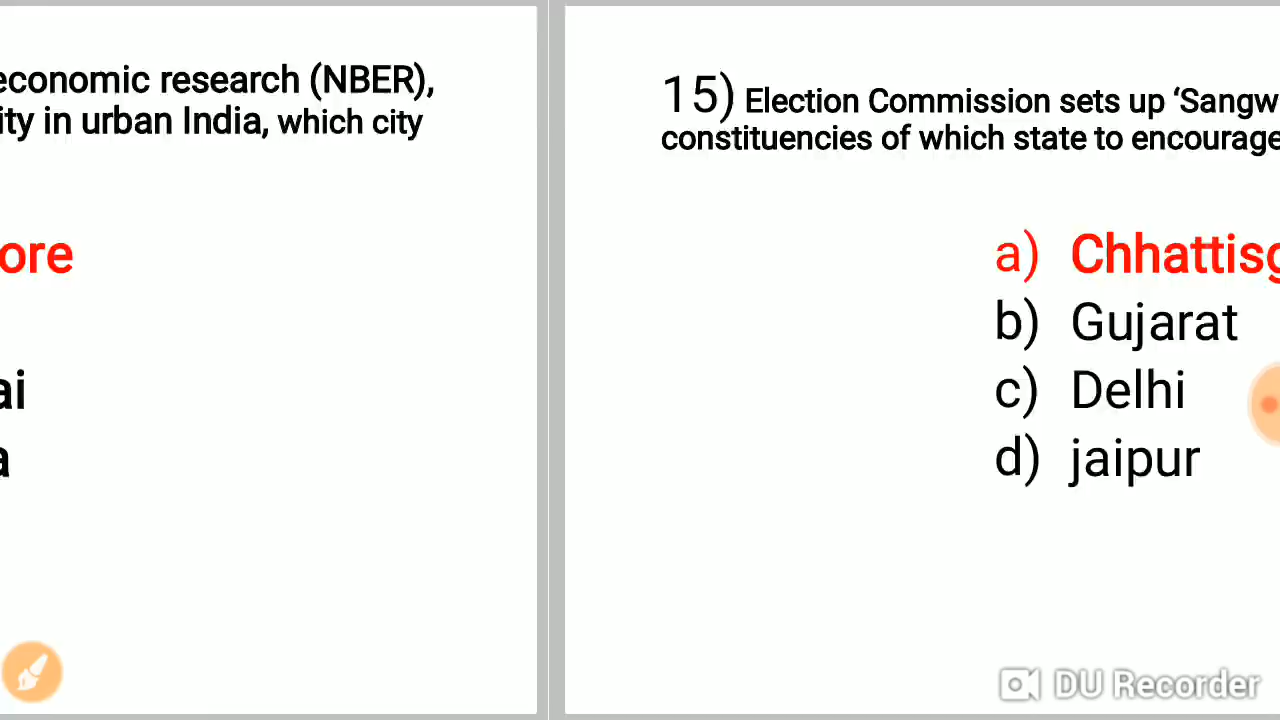 economic research (NBER),
ity in urban India, which city
ore
ai
a
15) Election Commission sets up ‘Sangw
constituencies of which state to encourage
a) Chhattisg
b) Gujarat
c) Delhi
d) jaipur
DU Recorder